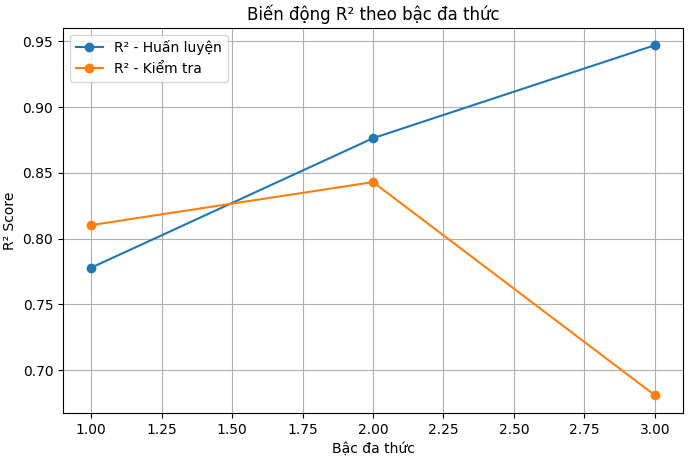 Biến động R² theo bậc đa thức
R² - Huấn luyện
R² - Kiểm tra
0.95
0.90
0.85
0.80
0.75
0.70
R² Score
1.00 1.25 1.50 1.75 2.00 2.25 2.50 2.75 3.00
Bậc đa thức